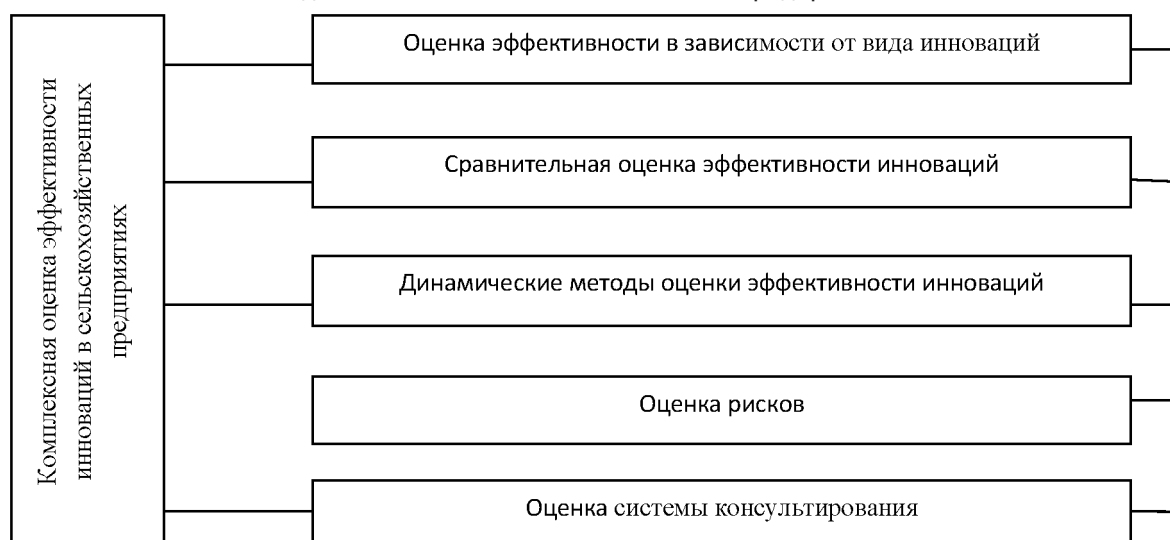 Комплексная оценка эффективности
инноваций в сельскохозяйственных
предприятиях
Оценка эффективности в зависимости от вида инноваций
Сравнительная оценка эффективности инноваций
Динамические методы оценки эффективности инноваций
Оценка рисков
Оценка системы консультирования